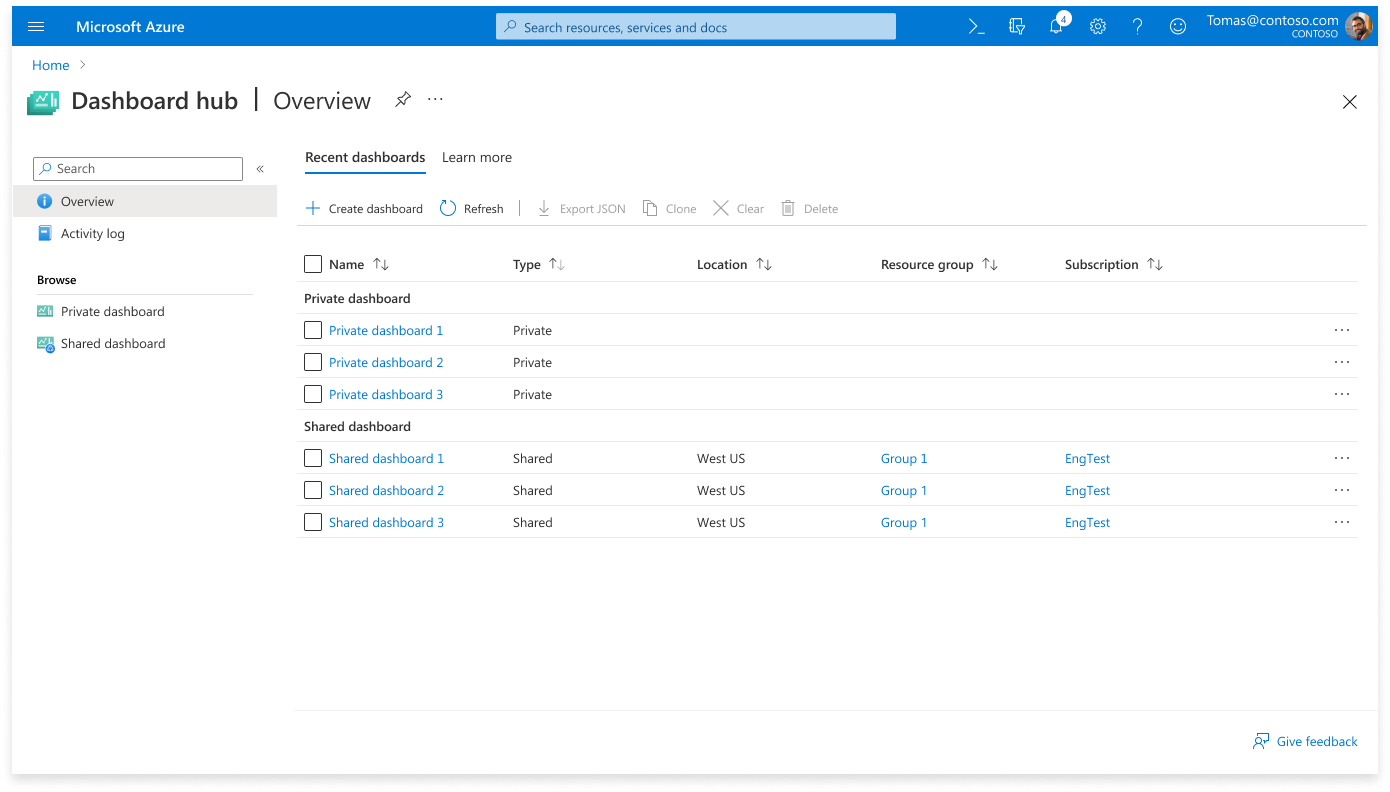 Microsoft Azure
Search resources, services and docs
4
Tomas@contoso.com
CONTOSO
Home
Dashboard hub | Overview
Search
«
Overview
Activity log
Browse
Private dashboard
Shared dashboard
Recent dashboards Learn more
Create dashboard Refresh Export JSON Clone Clear Delete
Name Type Location Resource group Subscription
Private dashboard
Private dashboard 1 Private
Private dashboard 2 Private
Private dashboard 3 Private
Shared dashboard
Shared dashboard 1 Shared West US Group 1 EngTest
Shared dashboard 2 Shared West US Group 1 EngTest
Shared dashboard 3 Shared West US Group 1 EngTest
Give feedback